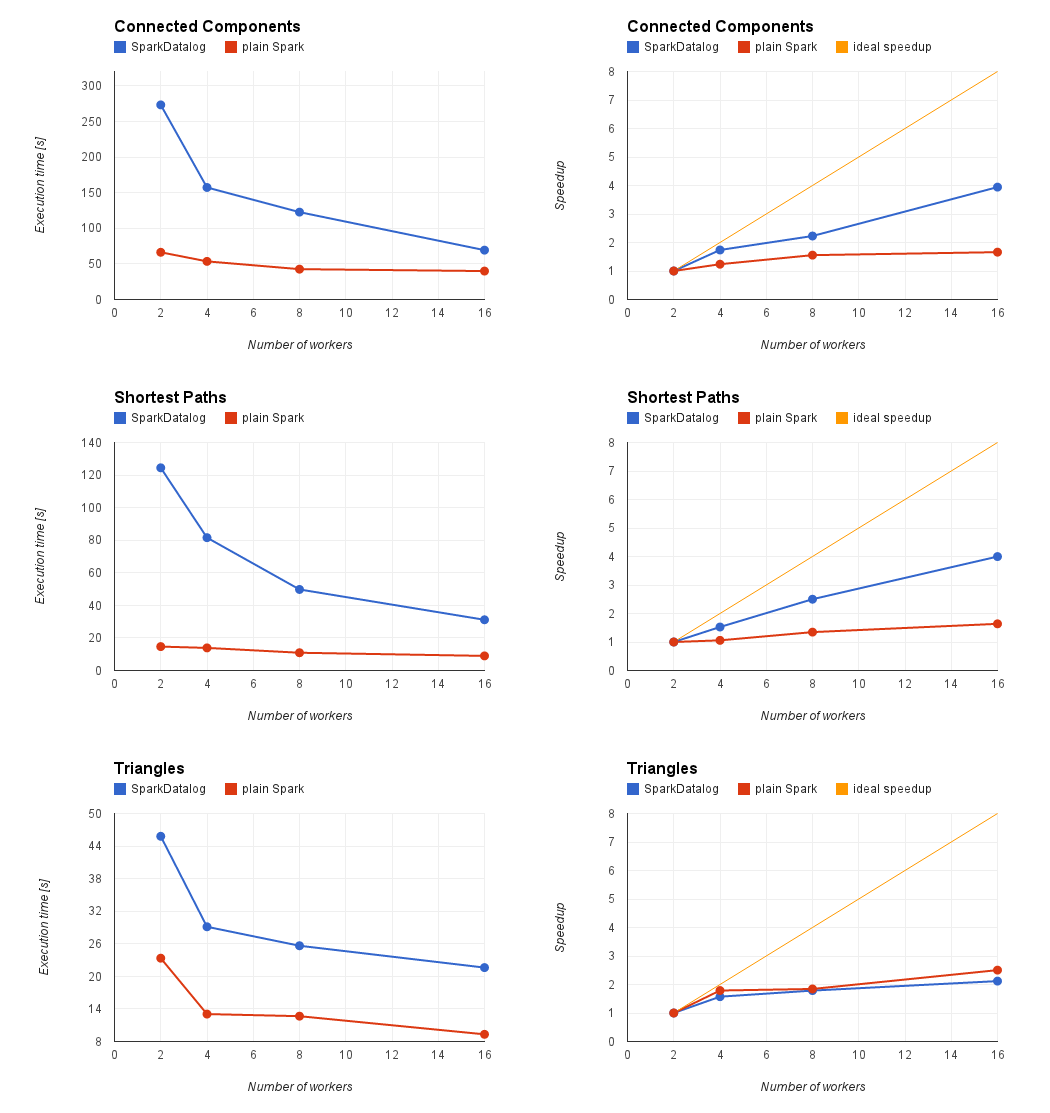 Connected Components
SparkDatalog plain Spark
300
250
200
150
100
50
0
0 2 4 6 8 10 12 14 16
Execution time [s]
Number of workers
Connected Components
SparkDatalog plain Spark ideal speedup
8
7
6
5
4
3
2
1
0
0 2 4 6 8 10 12 14 16
Speedup
Number of workers
Shortest Paths
SparkDatalog plain Spark
140
120
100
80
60
40
20
0
0 2 4 6 8 10 12 14 16
Execution time [s]
Number of workers
Shortest Paths
SparkDatalog plain Spark ideal speedup
8
7
6
5
4
3
2
1
0
0 2 4 6 8 10 12 14 16
Speedup
Number of workers
Triangles
SparkDatalog plain Spark
50
44
38
32
26
20
14
8
0 2 4 6 8 10 12 14 16
Execution time [s]
Number of workers
Triangles
SparkDatalog plain Spark ideal speedup
8
7
6
5
4
3
2
1
0
0 2 4 6 8 10 12 14 16
Speedup
Number of workers